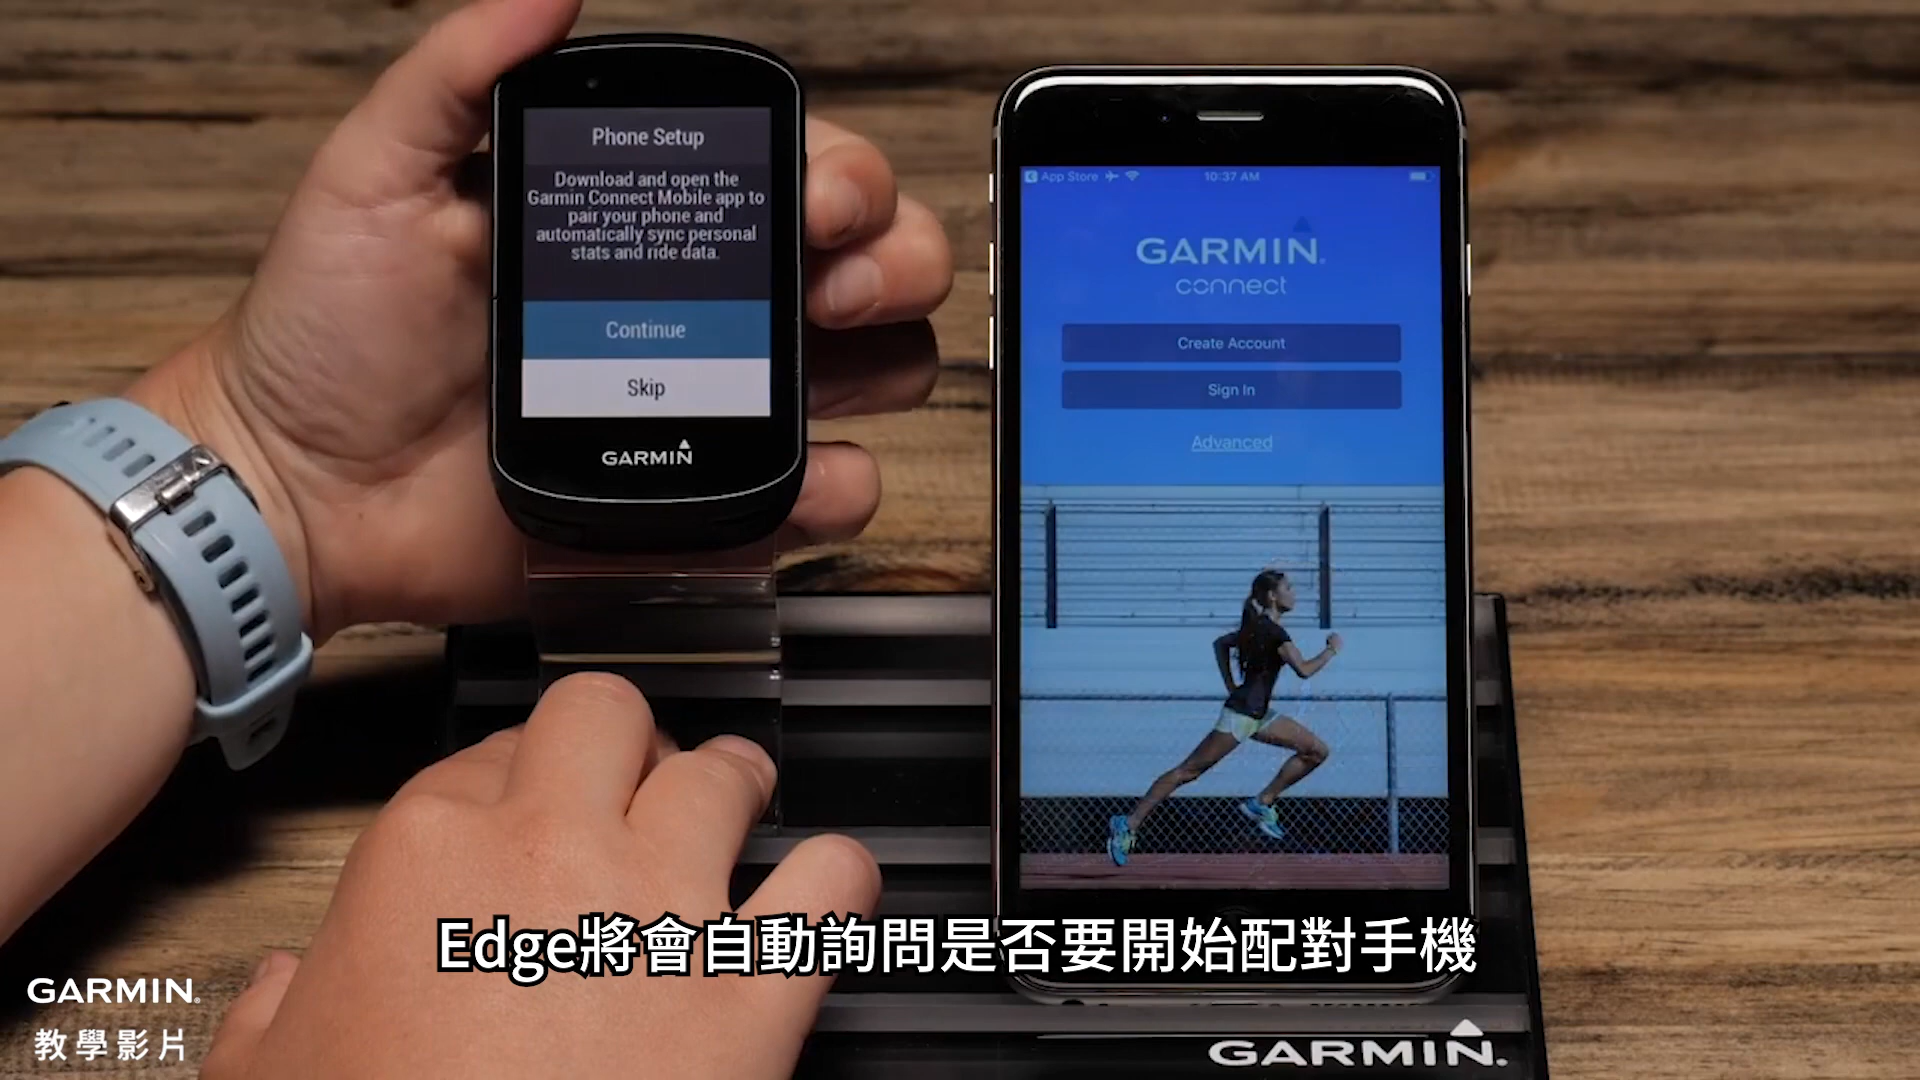 Phone Setup
Download and open the
Garmin Connect Mobile app to
pair your phone and
automatically sync personal
stats and ride data.
Continue
Skip
GARMIN
App Store
10:37 AM
GARMIN.
connect
Create Account
Sign In
Advanced
Edge將會自動詢問是否要開始配對手機
GARMIN.
教學影片
GARMIN.